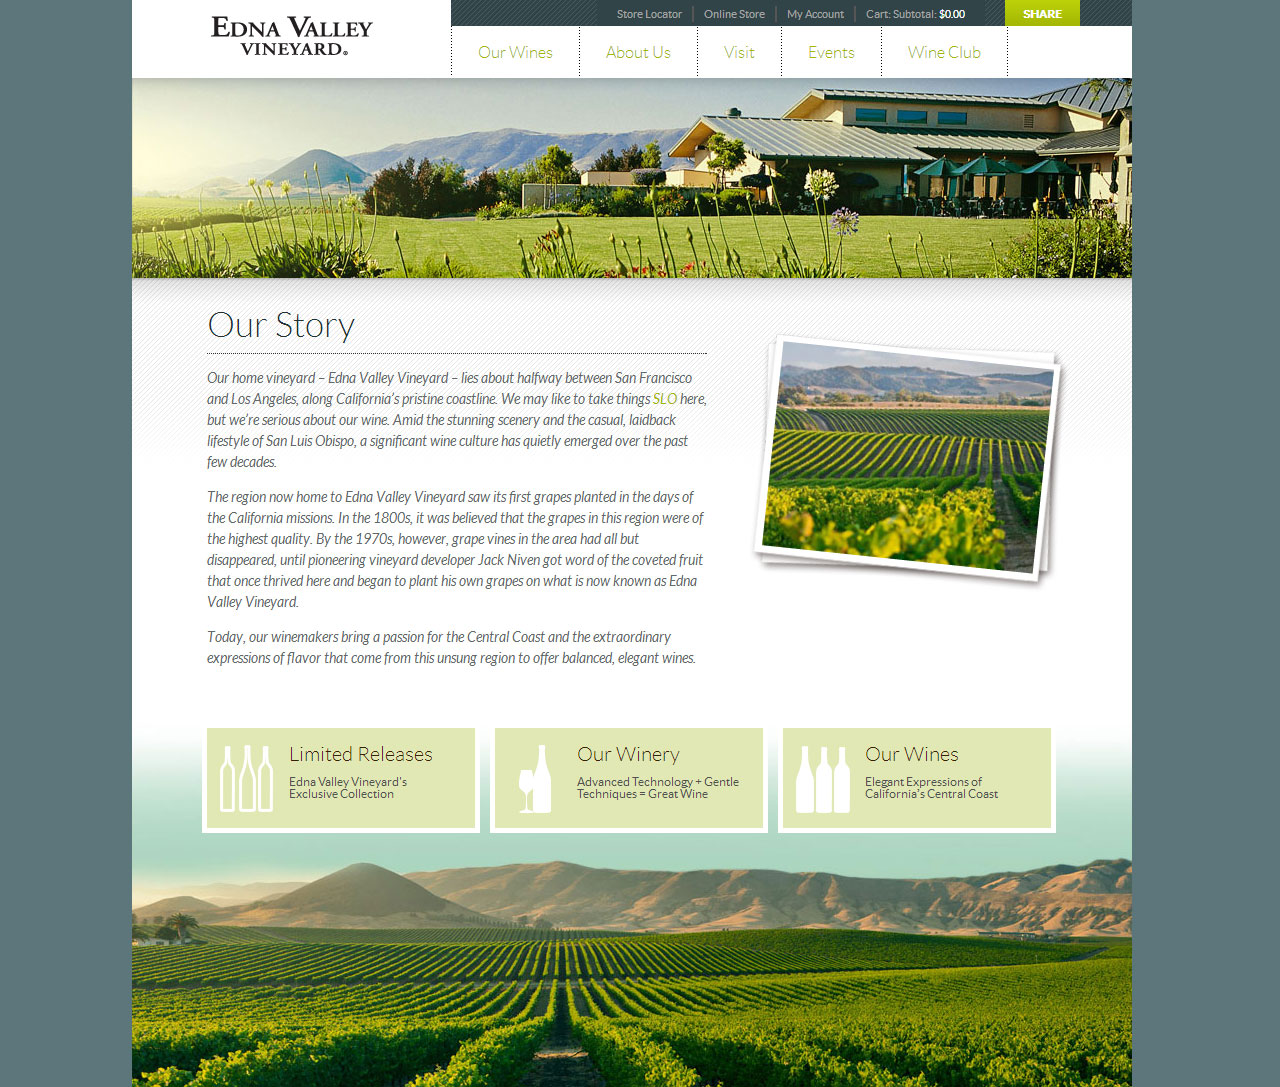 EDNA VALLEY
VINEYARD®
Store Locator
Online Store
My Account
Cart: Subtotal: $0.00
SHARE
Our Wines
About Us
Visit
Events
Wine Club
Our Story
Our home vineyard – Edna Valley Vineyard – lies about halfway between San Francisco
and Los Angeles, along California's pristine coastline. We may like to take things SLO here,
but we're serious about our wine. Amid the stunning scenery and the casual, laidback
lifestyle of San Luis Obispo, a significant wine culture has quietly emerged over the past
few decades.
The region now home to Edna Valley Vineyard saw its first grapes planted in the days of
the California missions. In the 1800s, it was believed that the grapes in this region were of
the highest quality. By the 1970s, however, grape vines in the area had all but
disappeared, until pioneering vineyard developer Jack Niven got word of the coveted fruit
that once thrived here and began to plant his own grapes on what is now known as Edna
Valley Vineyard.
Today, our winemakers bring a passion for the Central Coast and the extraordinary
expressions of flavor that come from this unsung region to offer balanced, elegant wines.
Limited Releases
Edna Valley Vineyard's
Exclusive Collection
Our Winery
Advanced Technology + Gentle
Techniques = Great Wine
Our Wines
Elegant Expressions of
California's Central Coast